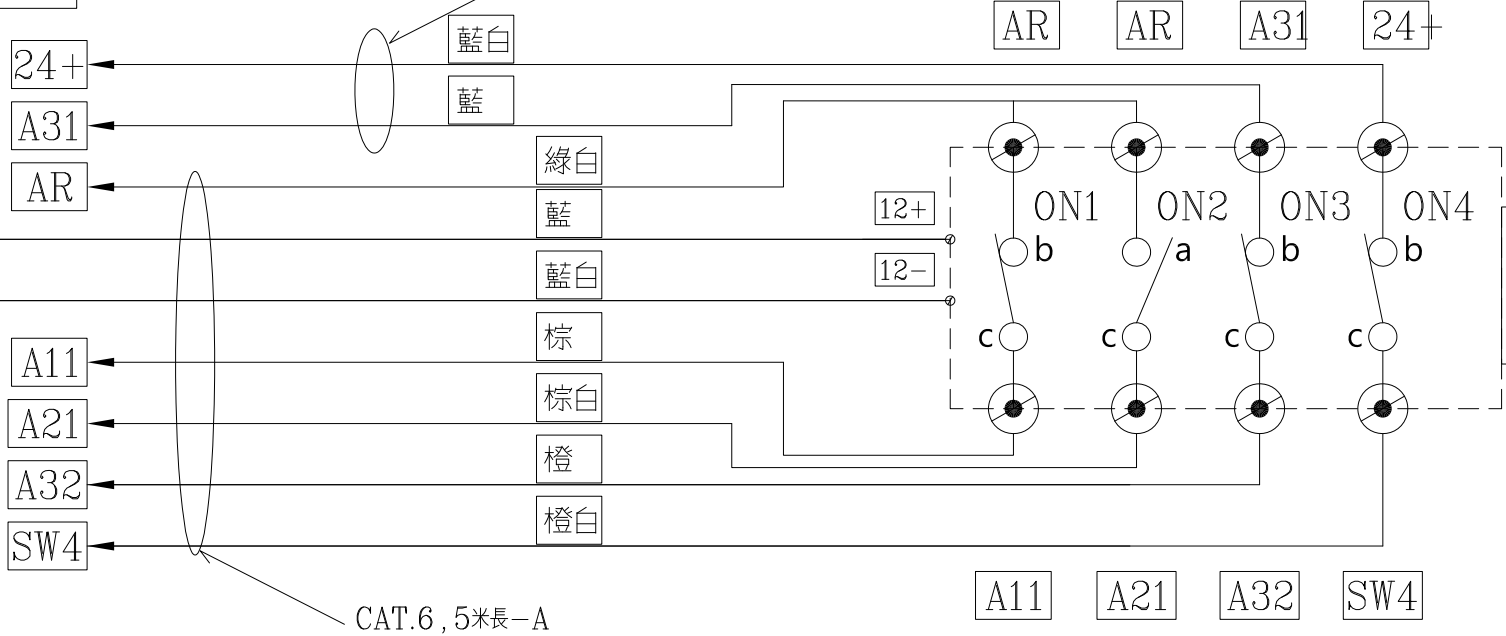 AR AR A31 24+
藍白
24+
藍
A31
綠白
AR
藍
12+
ON1 ON2 ON3 ON4
b a b b
藍白
12-
棕
c c c c
A11
棕白
A21
橙
A32
橙白
SW4
A11 A21 A32 SW4
CAT.6,5米長-A